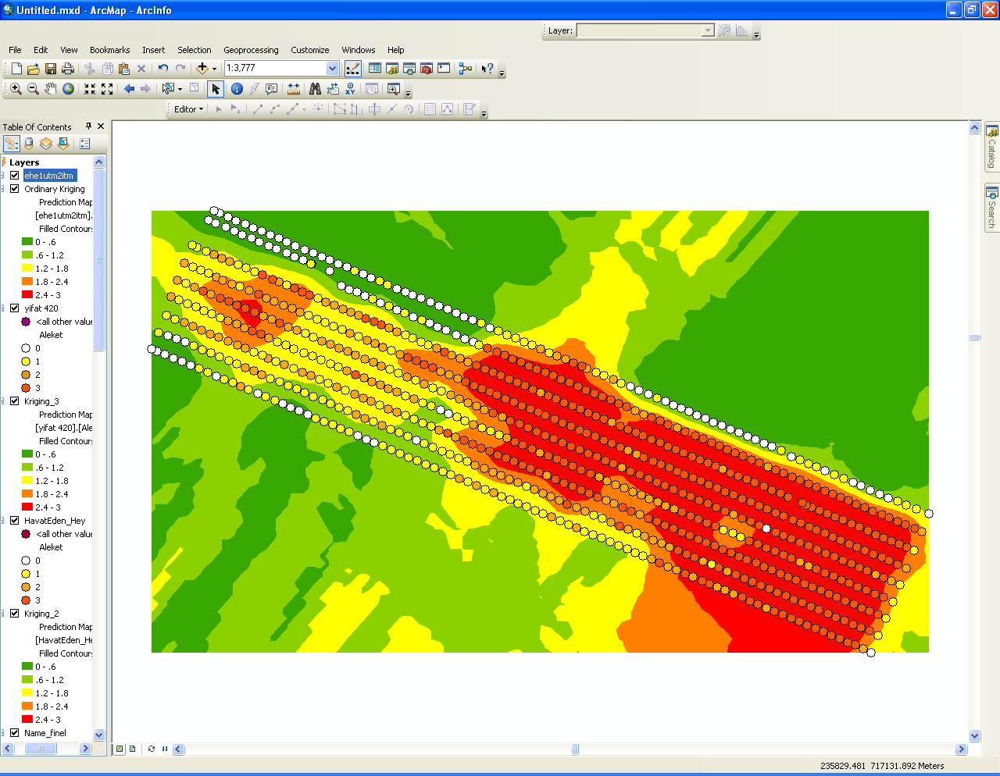 Untitled.mxd - ArcMap - ArcInfo
Layer:
File Edit View Bookmarks Insert Selection Geoprocessing Customize Windows Help
1:3,777
Editor
Table Of Contents
Layers
ehe1utm2itm
Ordinary Kriging
Prediction Map
[ehe1utm2itm].
Filled Contours
0 - .6
.6 - 1.2
1.2 - 1.8
1.8 - 2.4
2.4 - 3
yifat 420
<all other value
Aleket
0
1
2
3
Kriging_3
Prediction Map
[yifat 420].[Ale
Filled Contours
0 - .6
.6 - 1.2
1.2 - 1.8
1.8 - 2.4
2.4 - 3
HavatEden_Hey
<all other value
Aleket
0
1
2
3
Kriging_2
Prediction Map
[HavatEden_He
Filled Contours
0 - .6
.6 - 1.2
1.2 - 1.8
1.8 - 2.4
2.4 - 3
Name_finel
Catalog
Search
235829.481 717131.892 Meters